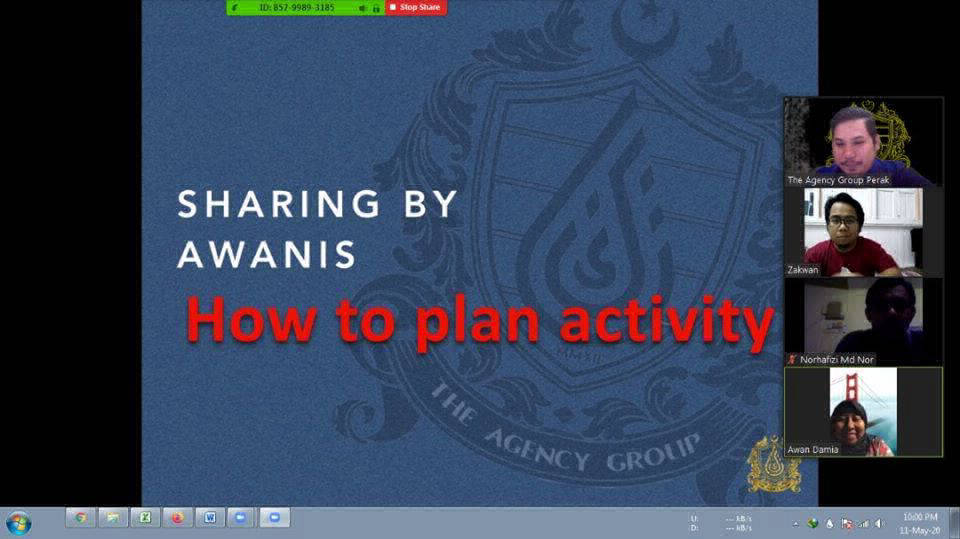 ID: 857-9989-3185
Stop Share
SHARING BY
AWANIS
How to plan activity
MMXII
THE AGENCY GROUP
The Agency Group Perak
Zakwan
Norhafizi Md Nor
Awan Damia
U: --- kB/s
D: --- kB/s
10:00 PM
11-May-20